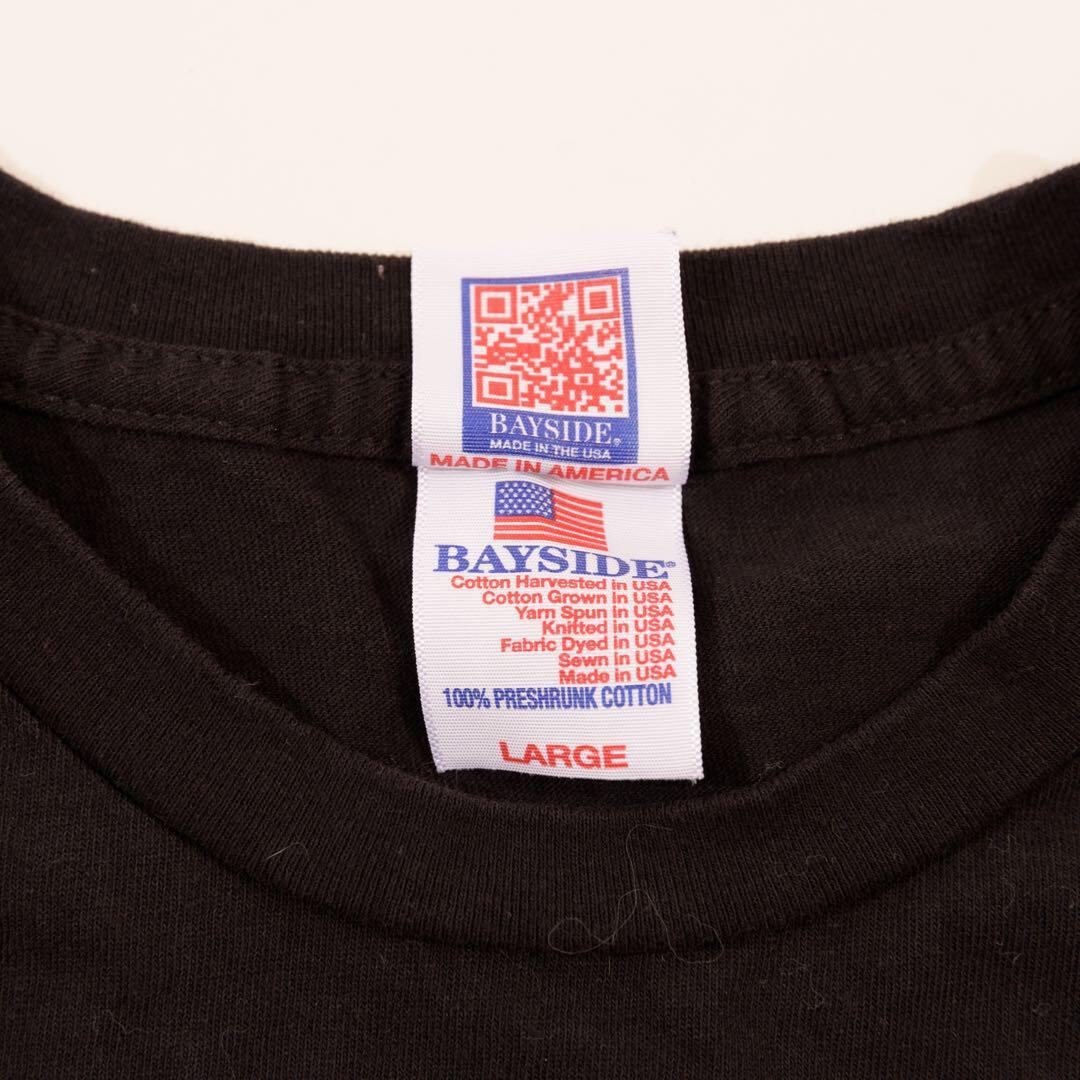 BAYSIDE®
MADE IN THE USA
MADE IN AMERICA
BAYSIDE®
Cotton Harvested in USA
Cotton Grown in USA
Yarn Spun in USA
Knitted in USA
Fabric Dyed in USA
Sewn in USA
Made in USA
100% PRESHRUNK COTTON
LARGE